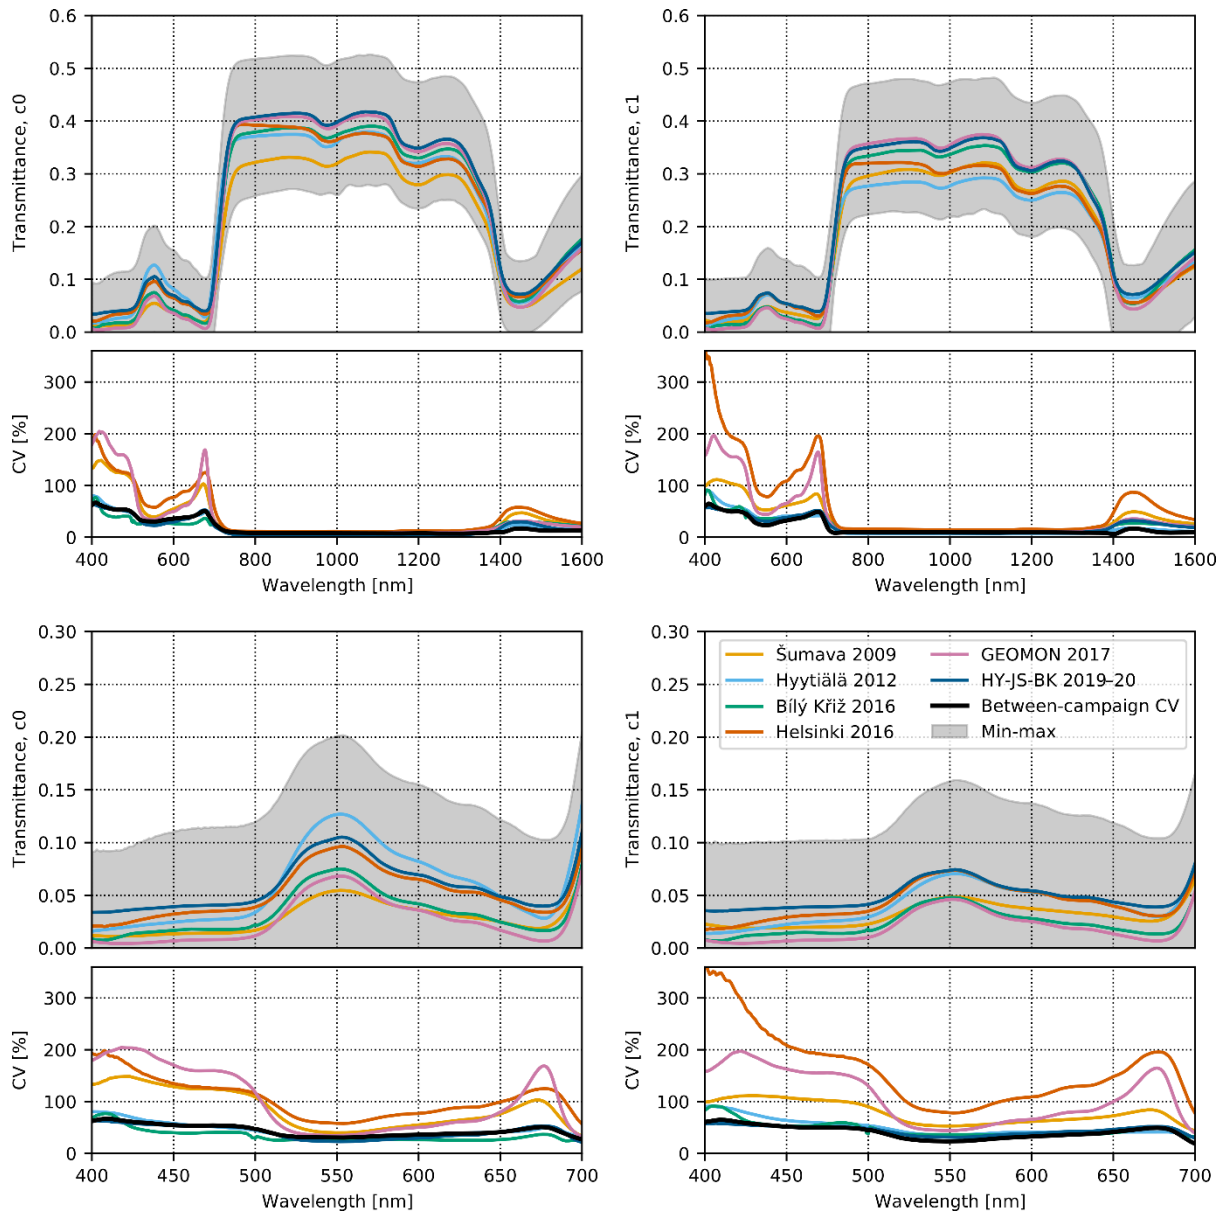 0.6
0.5
0.4
0.3
0.2
0.1
0.0
Transmittance, c0
0.6
0.5
0.4
0.3
0.2
0.1
0.0
Transmittance, c1
300
200
100
0
CV [%]
400 600 800 1000 1200 1400 1600
Wavelength [nm]
300
200
100
0
CV [%]
400 600 800 1000 1200 1400 1600
Wavelength [nm]
0.30
0.25
0.20
0.15
0.10
0.05
0.00
Transmittance, c0
0.30
0.25
0.20
0.15
0.10
0.05
0.00
Transmittance, c1
Šumava 2009
Hyytiälä 2012
Bílý Křiž 2016
Helsinki 2016
GEOMON 2017
HY-JS-BK 2019–20
Between-campaign CV
Min-max
300
200
100
0
CV [%]
400 450 500 550 600 650 700
Wavelength [nm]
300
200
100
0
CV [%]
400 450 500 550 600 650 700
Wavelength [nm]